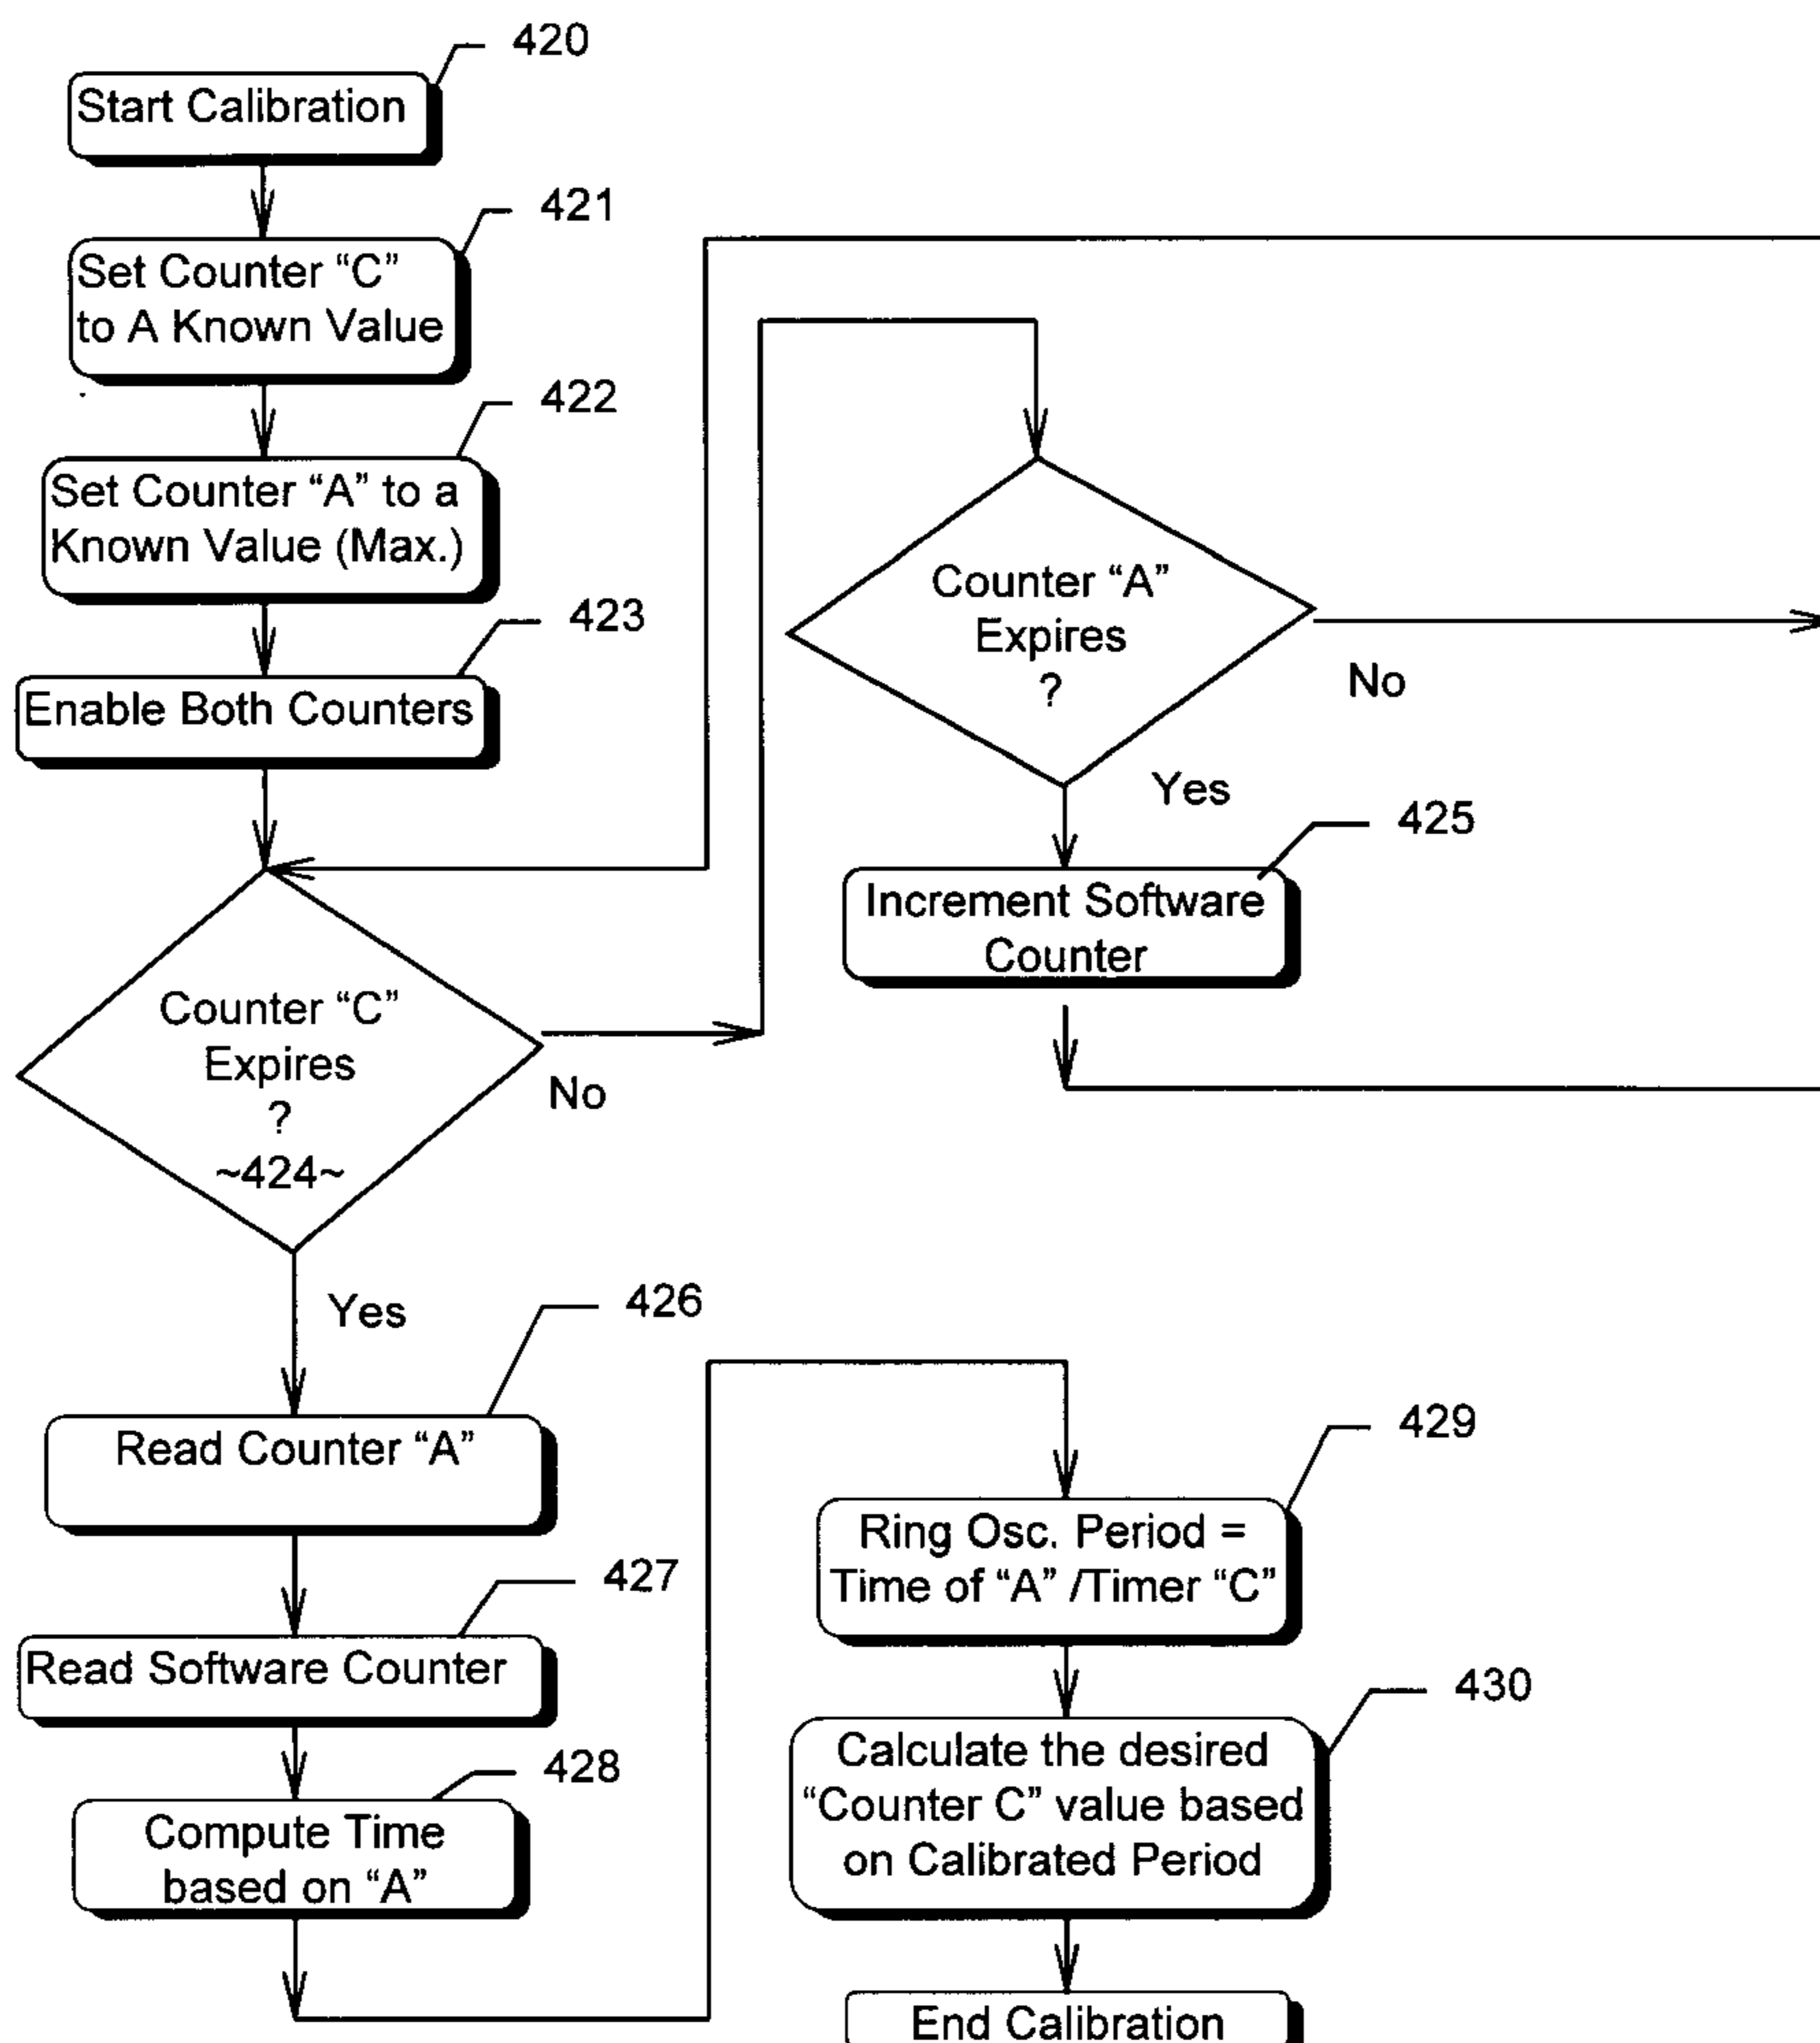 420
Start Calibration
421
Set Counter “C”
to A Known Value
422
Set Counter “A” to a
Known Value (Max.)
423
Enable Both Counters
Counter “C”
Expires
?
~424~
No
Yes
Counter “A”
Expires
?
No
Yes
425
Increment Software
Counter
426
Read Counter “A”
427
Read Software Counter
428
Compute Time
based on “A”
429
Ring Osc. Period =
Time of “A” /Timer “C”
430
Calculate the desired
“Counter C” value based
on Calibrated Period
End Calibration